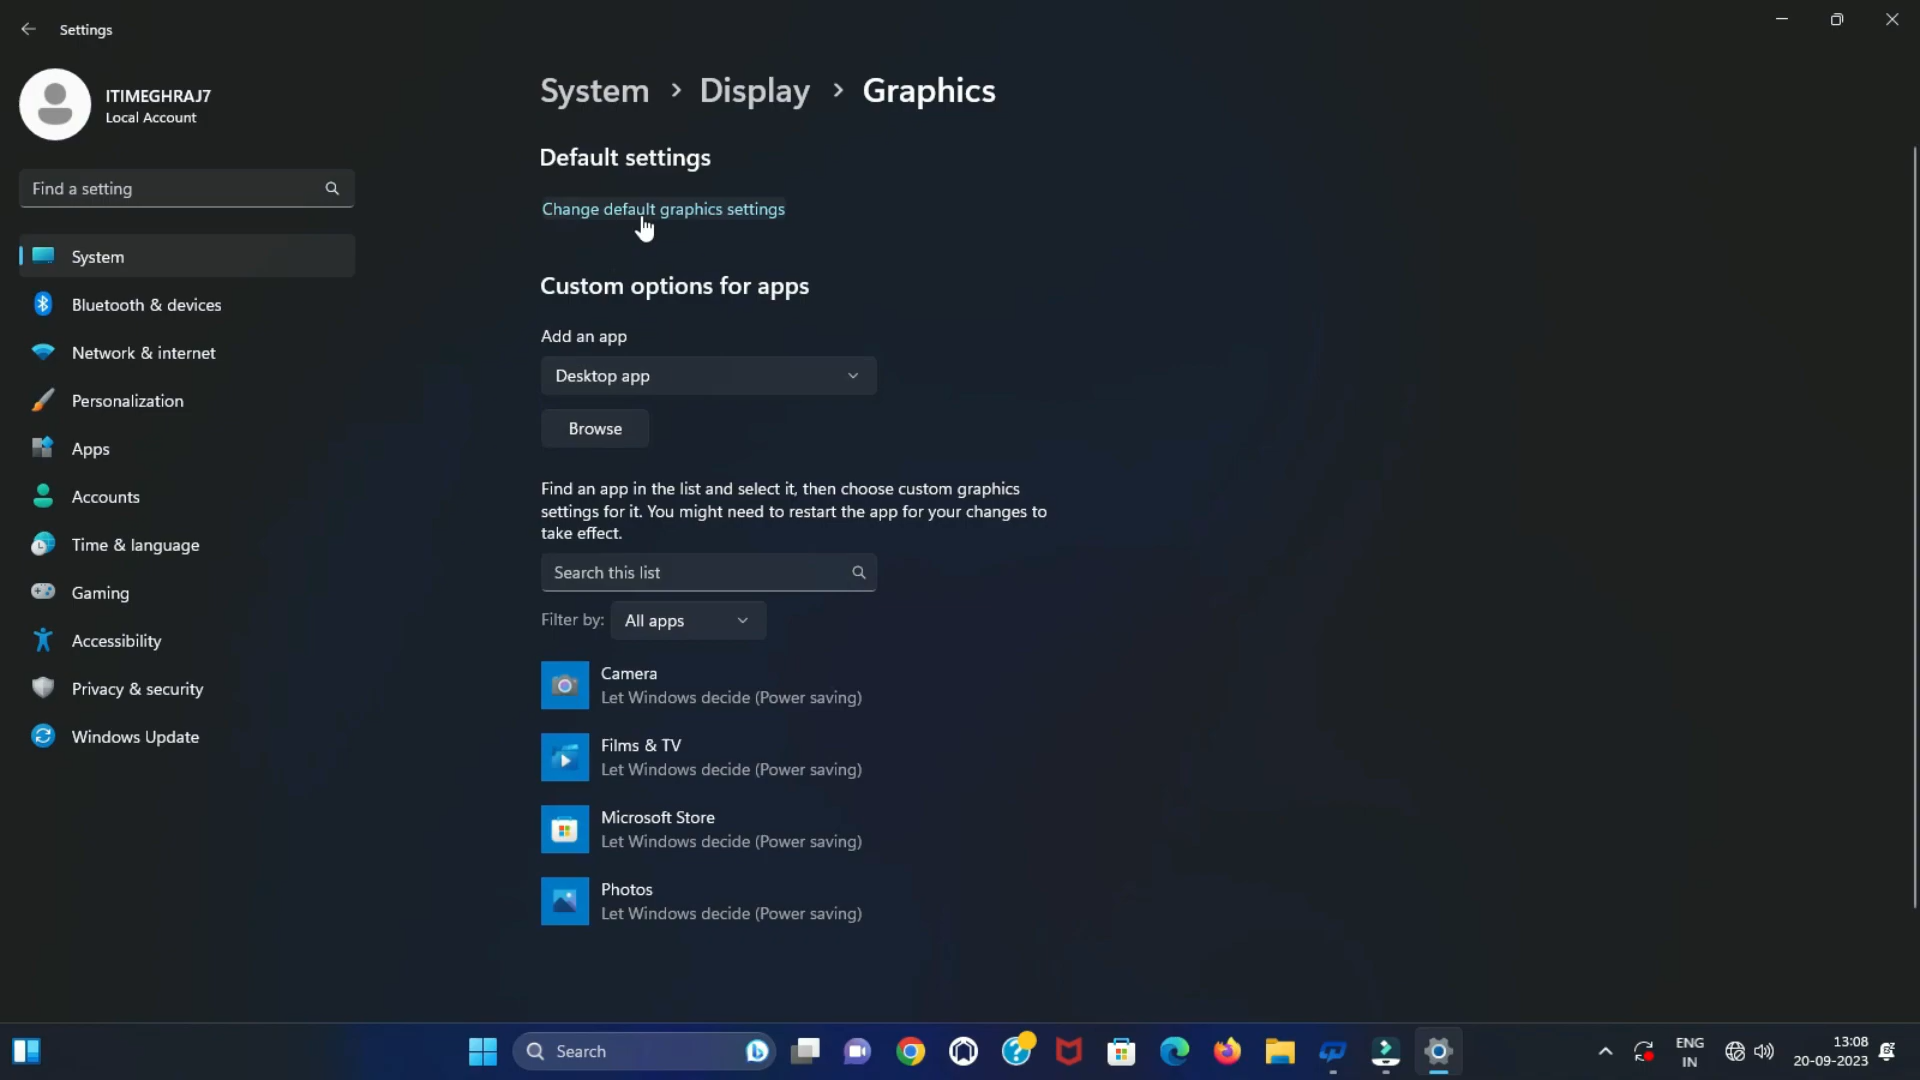 Settings
ITIMEGHRAJ7
Local Account
Find a setting
System
Bluetooth & devices
Network & internet
Personalization
Apps
Accounts
Time & language
Gaming
Accessibility
Privacy & security
Windows Update
System > Display > Graphics
Default settings
Change default graphics settings
Custom options for apps
Add an app
Desktop app
Browse
Find an app in the list and select it, then choose custom graphics
settings for it. You might need to restart the app for your changes to
take effect.
Search this list
Filter by: All apps
Camera
Let Windows decide (Power saving)
Films & TV
Let Windows decide (Power saving)
Microsoft Store
Let Windows decide (Power saving)
Photos
Let Windows decide (Power saving)
Search
ENG
IN
13:08
20-09-2023